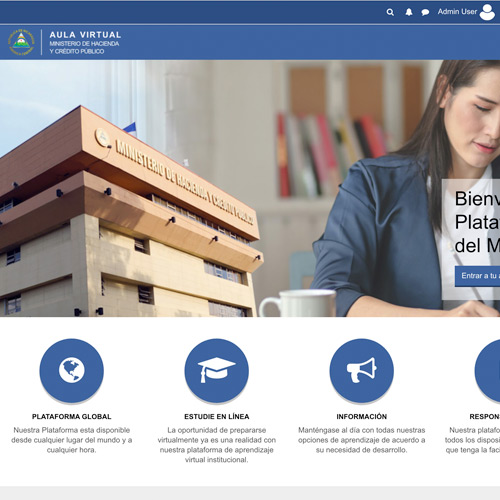 Admin User
AULA VIRTUAL
MINISTERIO DE HACIENDA
Y CRÉDITO PÚBLICO
MINISTERIO DE HACIENDA Y CREDITO PUBLICO
Bienv
Plata
del M
Entrar a tu a
PLATAFORMA GLOBAL
Nuestra Plataforma esta disponible
desde cualquier lugar del mundo y a
cualquier hora.
ESTUDIE EN LÍNEA
La oportunidad de prepararse
virtualmente ya es una realidad con
nuestra plataforma de aprendizaje
virtual institucional.
INFORMACIÓN
Manténgase al día con todas nuestras
opciones de aprendizaje de acuerdo a
su necesidad de desarrollo.
RESPON
Nuestra platafo
todos los disposi
que tenga la faci